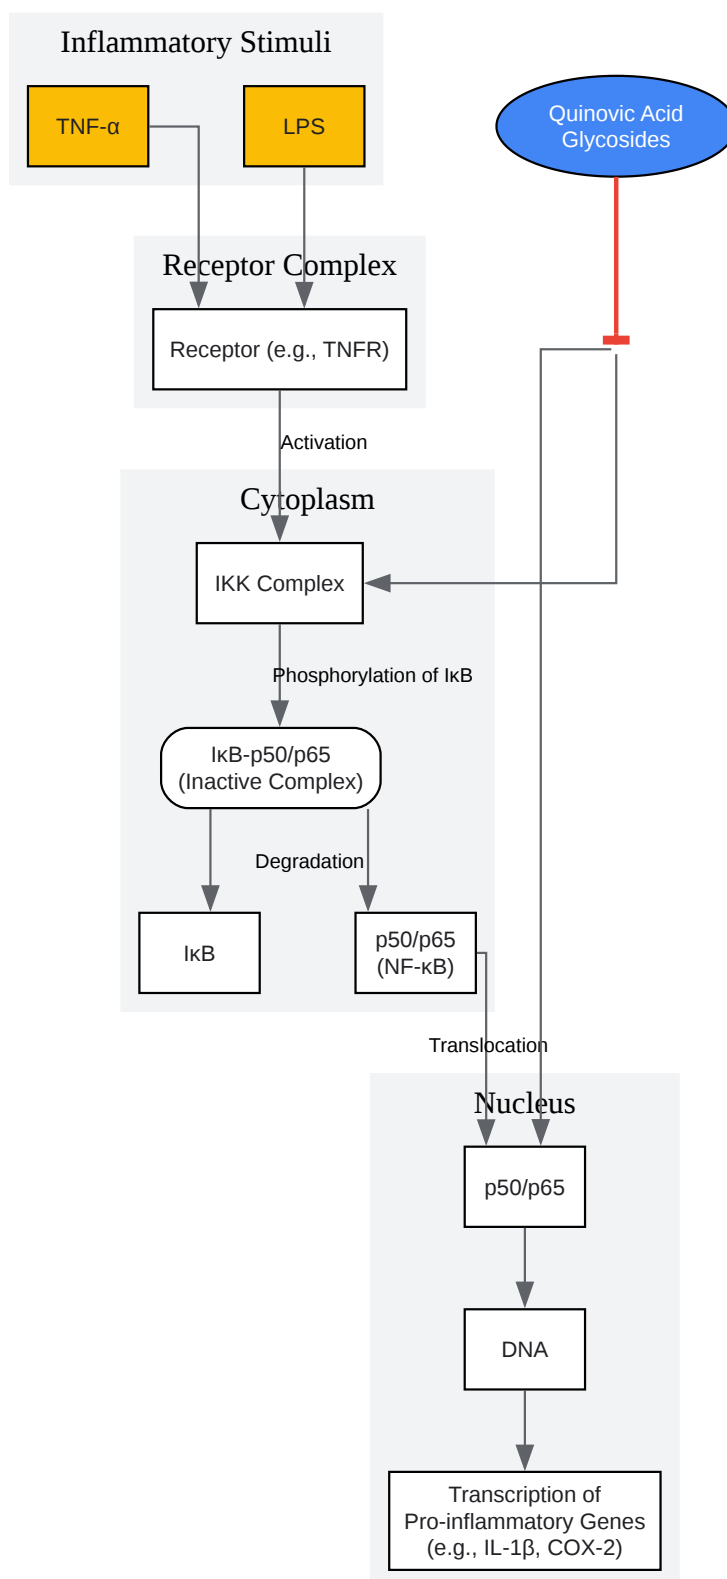 Inflammatory Stimuli
TNF-α
LPS
Quinovic Acid
Glycosides
Receptor Complex
Receptor (e.g., TNFR)
Activation
Cytoplasm
IKK Complex
Phosphorylation of IκB
IκB-p50/p65
(Inactive Complex)
Degradation
IκB
p50/p65
(NF-κB)
Translocation
Nucleus
p50/p65
DNA
Transcription of
Pro-inflammatory Genes
(e.g., IL-1β, COX-2)